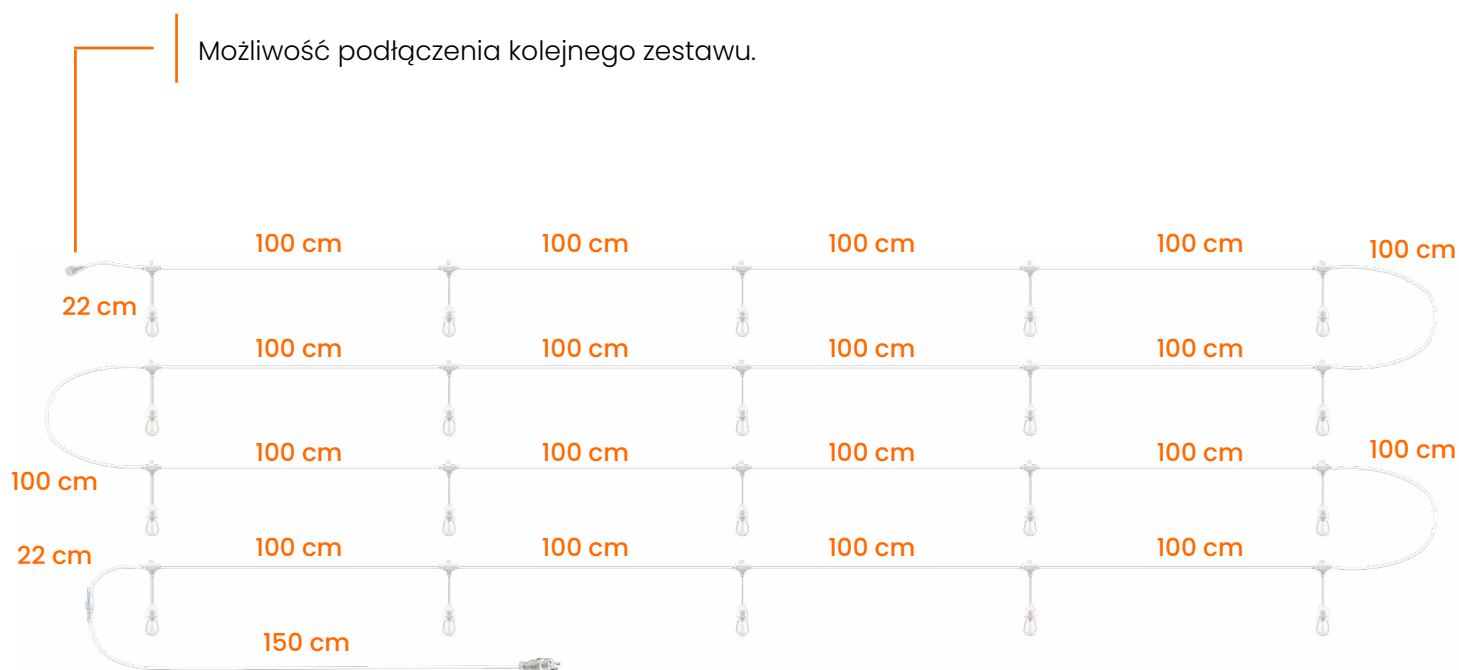 Możliwość podłączenia kolejnego zestawu.
100 cm 100 cm 100 cm 100 cm 100 cm
22 cm
100 cm 100 cm 100 cm 100 cm
100 cm 100 cm 100 cm 100 cm 100 cm
100 cm
22 cm 100 cm 100 cm 100 cm 100 cm
150 cm